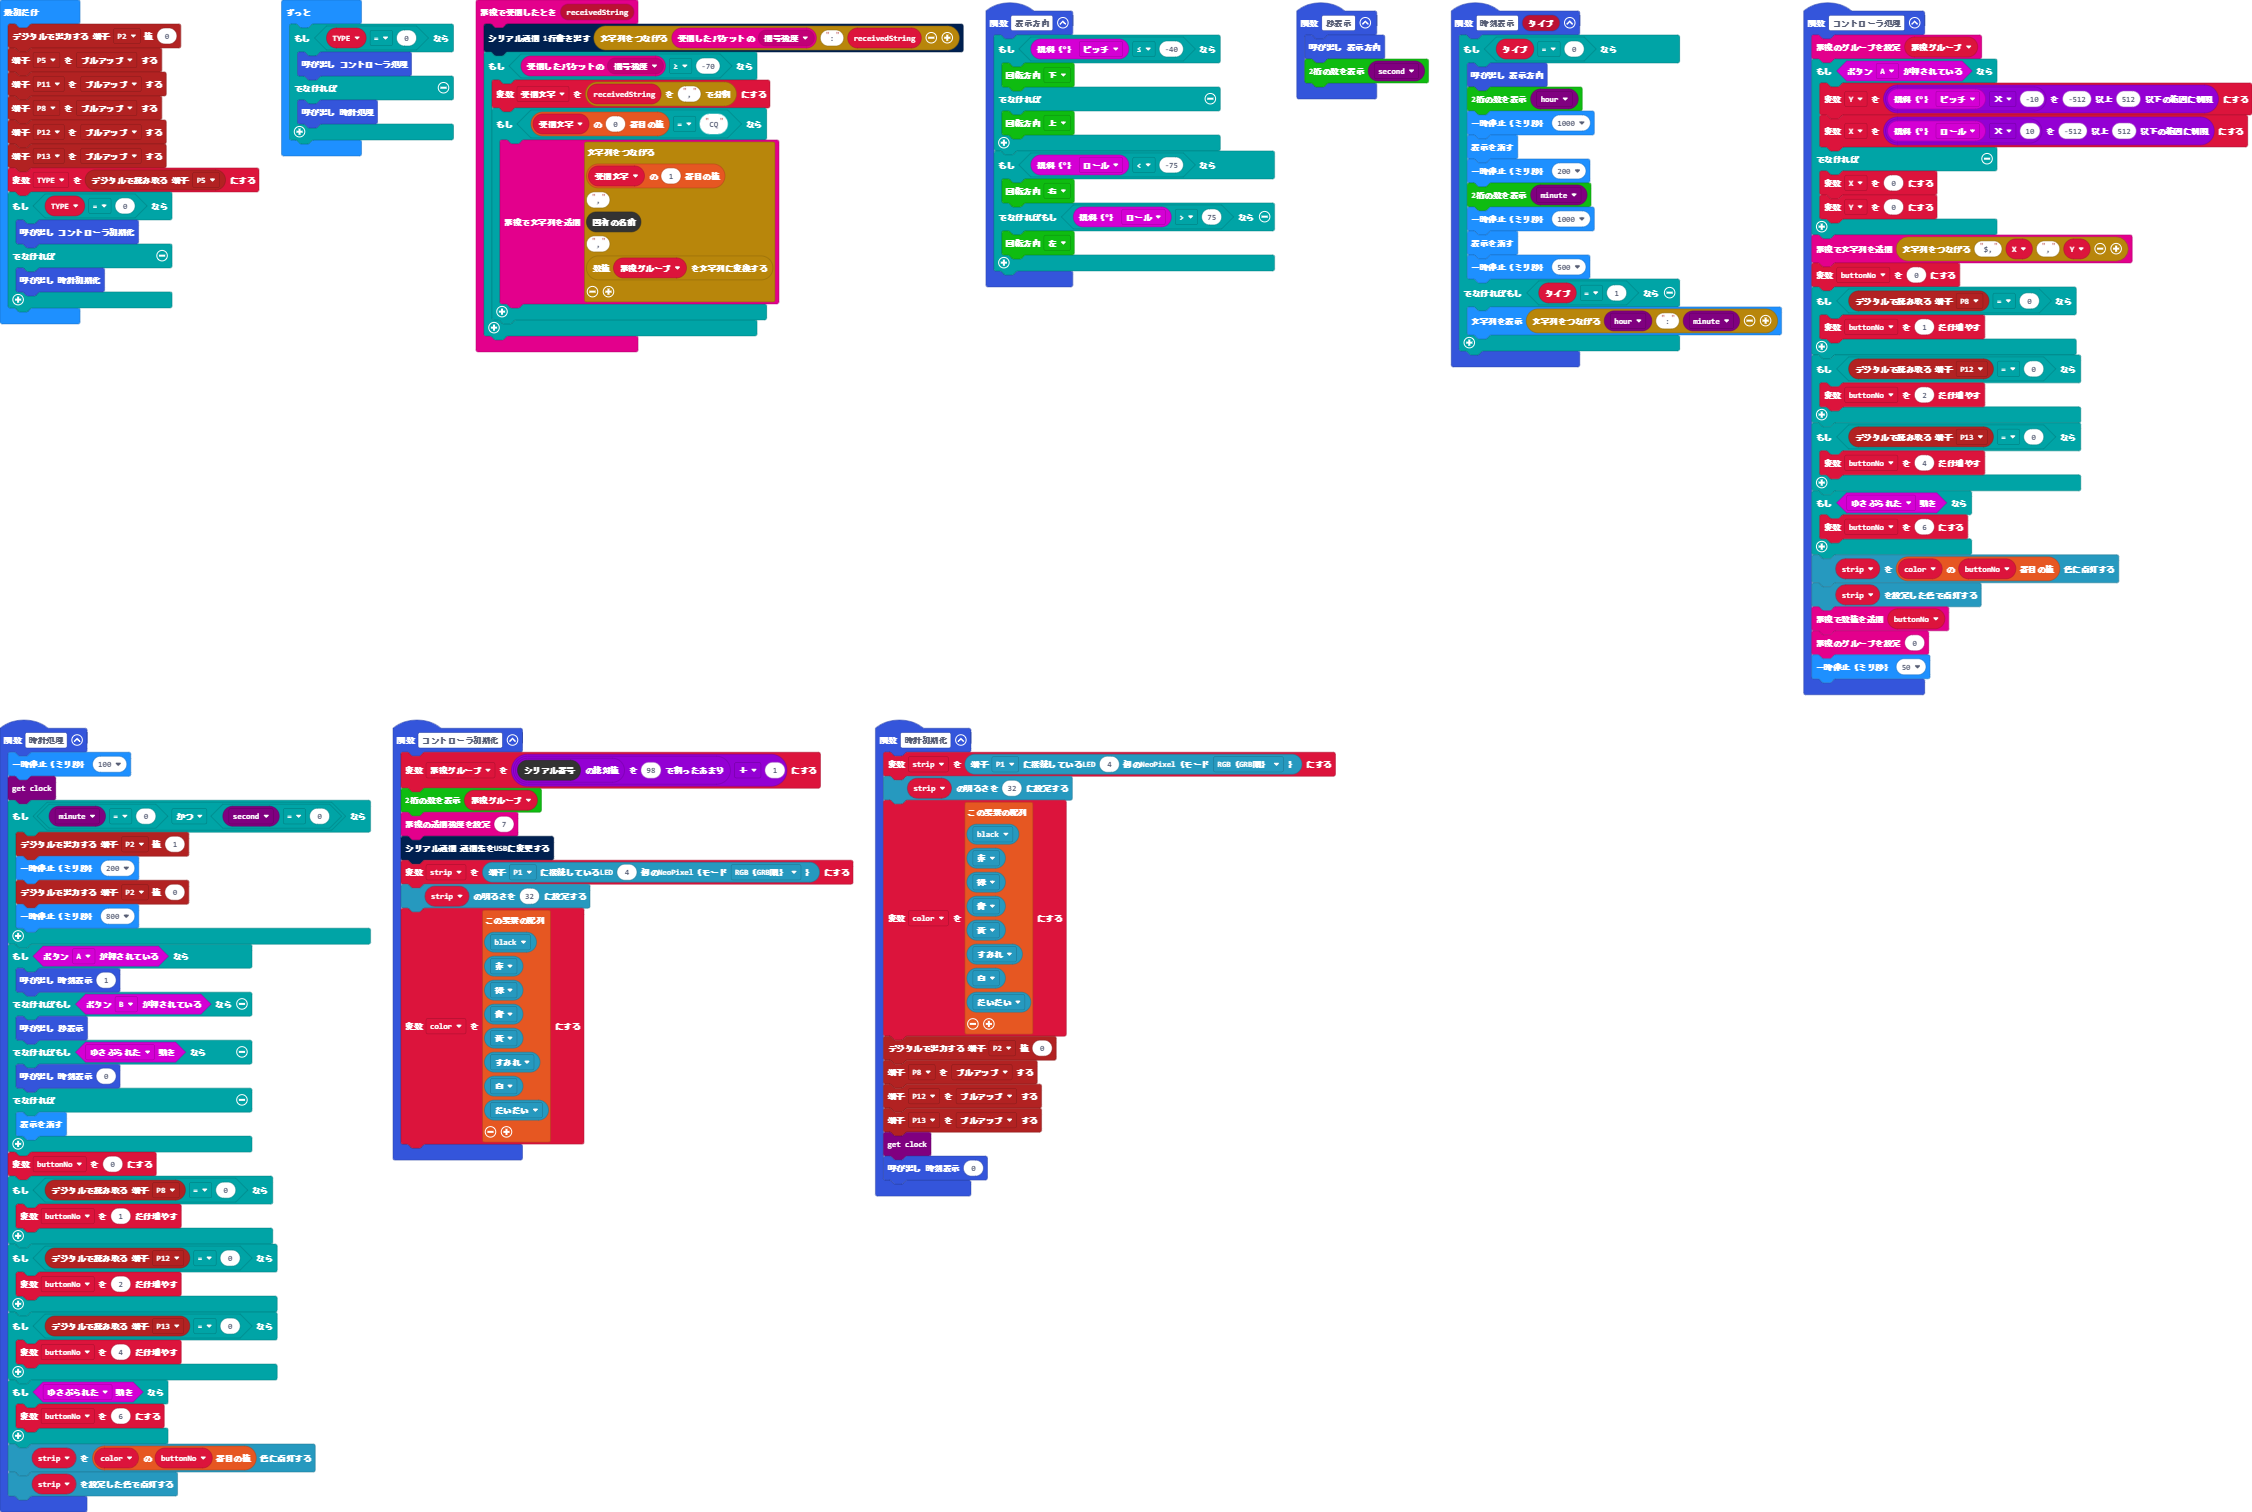 最初だけ
デジタルで出力する 端子 P2 値 0
端子 P5 を プルアップ する
端子 P11 を プルアップ する
端子 P8 を プルアップ する
端子 P12 を プルアップ する
端子 P13 を プルアップ する
変数 TYPE を デジタルで読み取る 端子 P5 にする
もし TYPE = 0 なら
呼び出し コントローラ初期化
でなければ
呼び出し 時計初期化
ずっと
もし TYPE = 0 なら
呼び出し コントローラ処理
でなければ
呼び出し 時計処理
無線で受信したとき receivedString
シリアル通信 1行書き出す 文字列をつなげる 受信したパケットの 信号強度 ":" receivedString
もし 受信したパケットの 信号強度 ≥ -70 なら
変数 受信文字 を receivedString を "," で分割 にする
もし 受信文字 の 0 番目の値 = "CQ" なら
無線で文字列を送信 文字列をつなげる
受信文字 の 1 番目の値
","
固有の名前
","
数値 無線グループ を文字列に変換する
関数 表示方向
もし 傾斜（°） ピッチ ≤ -40 なら
回転方向 下
でなければ
回転方向 上
もし 傾斜（°） ロール < -75 なら
回転方向 右
でなければもし 傾斜（°） ロール > 75 なら
回転方向 左
関数 秒表示
呼び出し 表示方向
2桁の数を表示 second
関数 時刻表示 タイプ
もし タイプ = 0 なら
呼び出し 表示方向
2桁の数を表示 hour
一時停止（ミリ秒） 1000
表示を消す
一時停止（ミリ秒） 200
2桁の数を表示 minute
一時停止（ミリ秒） 1000
表示を消す
一時停止（ミリ秒） 500
でなければもし タイプ = 1 なら
文字列を表示 文字列をつなげる hour ":" minute
関数 コントローラ処理
無線のグループを設定 無線グループ
もし ボタン A が押されている なら
変数 Y を 傾斜（°） ピッチ × -10 を -512 以上 512 以下の範囲に制限 にする
変数 X を 傾斜（°） ロール × 10 を -512 以上 512 以下の範囲に制限 にする
でなければ
変数 X を 0 にする
変数 Y を 0 にする
無線で文字列を送信 文字列をつなげる "$," X "," Y
変数 buttonNo を 0 にする
もし デジタルで読み取る 端子 P8 = 0 なら
変数 buttonNo を 1 だけ増やす
もし デジタルで読み取る 端子 P12 = 0 なら
変数 buttonNo を 2 だけ増やす
もし デジタルで読み取る 端子 P13 = 0 なら
変数 buttonNo を 4 だけ増やす
もし ゆさぶられた 動き なら
変数 buttonNo を 6 にする
strip を color の buttonNo 番目の値 色に点灯する
strip を設定した色で点灯する
無線で数値を送信 buttonNo
無線のグループを設定 0
一時停止（ミリ秒） 50
関数 時計処理
一時停止（ミリ秒） 100
get clock
もし minute = 0 かつ second = 0 なら
デジタルで出力する 端子 P2 値 1
一時停止（ミリ秒） 200
デジタルで出力する 端子 P2 値 0
一時停止（ミリ秒） 800
もし ボタン A が押されている なら
呼び出し 時刻表示 1
でなければもし ボタン B が押されている なら
呼び出し 秒表示
でなければもし ゆさぶられた 動き なら
呼び出し 時刻表示 0
でなければ
表示を消す
変数 buttonNo を 0 にする
もし デジタルで読み取る 端子 P8 = 0 なら
変数 buttonNo を 1 だけ増やす
もし デジタルで読み取る 端子 P12 = 0 なら
変数 buttonNo を 2 だけ増やす
もし デジタルで読み取る 端子 P13 = 0 なら
変数 buttonNo を 4 だけ増やす
もし ゆさぶられた 動き なら
変数 buttonNo を 6 にする
strip を color の buttonNo 番目の値 色に点灯する
strip を設定した色で点灯する
関数 コントローラ初期化
変数 無線グループ を シリアル番号 の絶対値 を 98 で割ったあまり + 1 にする
2桁の数を表示 無線グループ
無線の送信強度を設定 7
シリアル通信 通信先をUSBに変更する
変数 strip を 端子 P1 に接続しているLED 4 個のNeoPixel（モード RGB（GRB順） ） にする
strip の明るさを 32 に設定する
変数 color を この要素の配列 にする
black
赤
緑
青
黄
すみれ
白
だいだい
関数 時計初期化
変数 strip を 端子 P1 に接続しているLED 4 個のNeoPixel（モード RGB（GRB順） ） にする
strip の明るさを 32 に設定する
変数 color を この要素の配列 にする
black
赤
緑
青
黄
すみれ
白
だいだい
デジタルで出力する 端子 P2 値 0
端子 P8 を プルアップ する
端子 P12 を プルアップ する
端子 P13 を プルアップ する
get clock
呼び出し 時刻表示 0